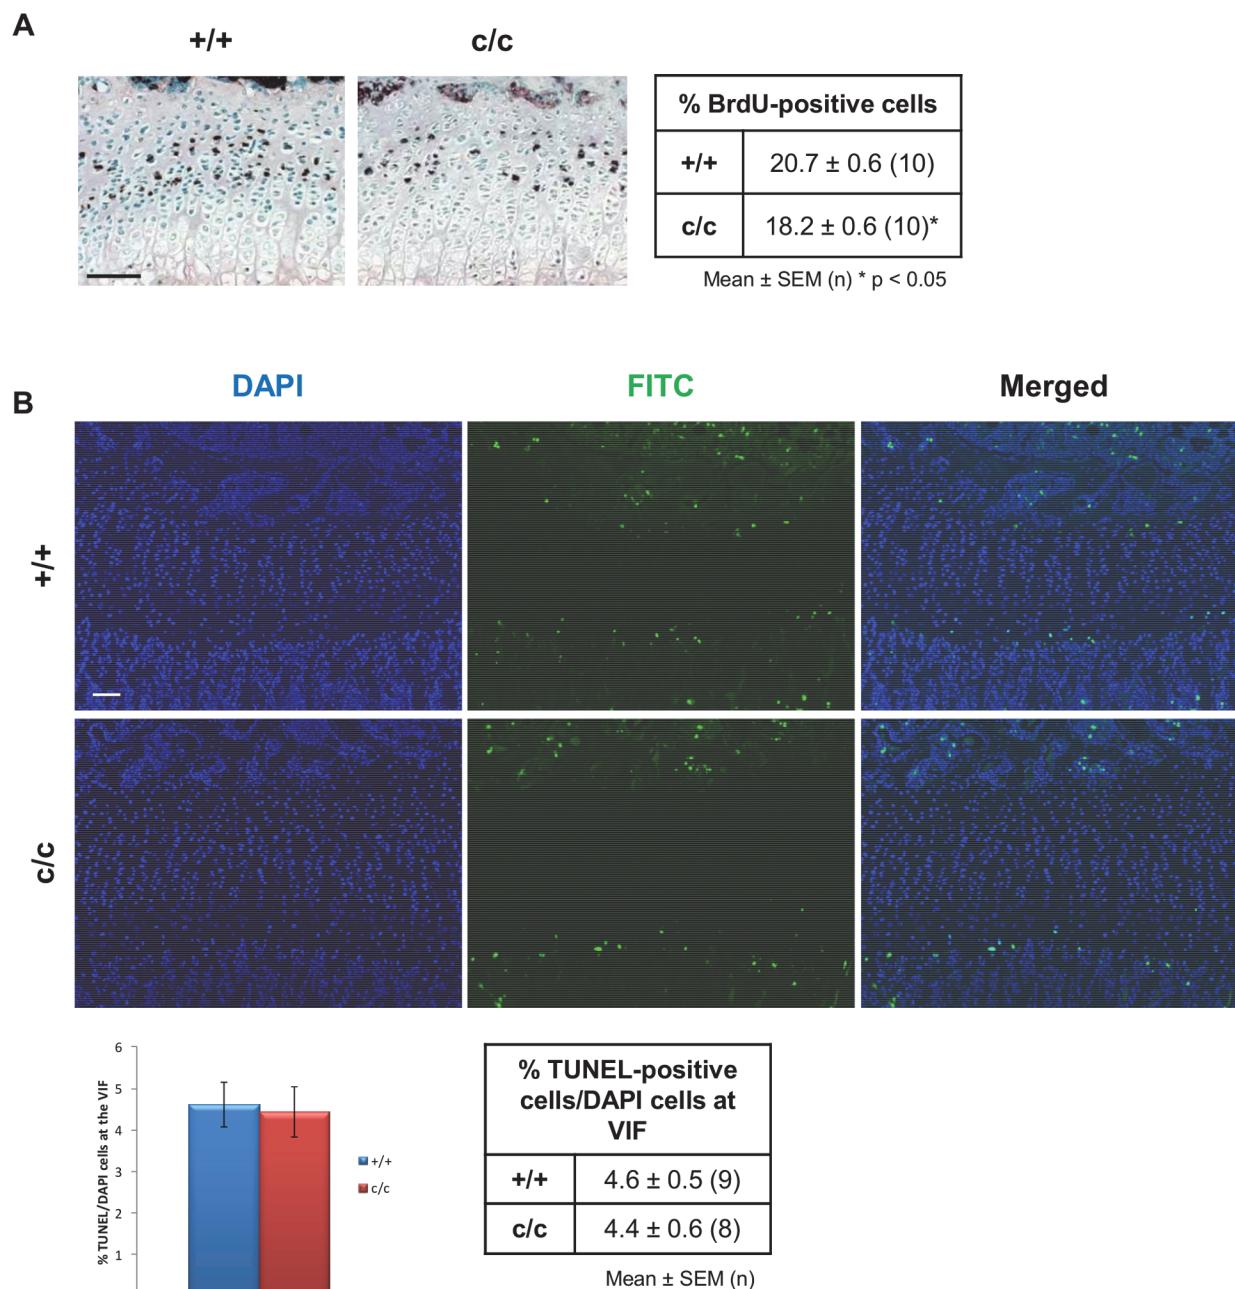 A
+/+
c/c
% BrdU-positive cells
+/+ 20.7 ± 0.6 (10)
c/c 18.2 ± 0.6 (10)*
Mean ± SEM (n) * p < 0.05
B
DAPI
FITC
Merged
+/+
c/c
% TUNEL/DAPI cells at the VIF
6
5
4
3
2
1
+/+
c/c
% TUNEL-positive
cells/DAPI cells at
VIF
+/+ 4.6 ± 0.5 (9)
c/c 4.4 ± 0.6 (8)
Mean ± SEM (n)